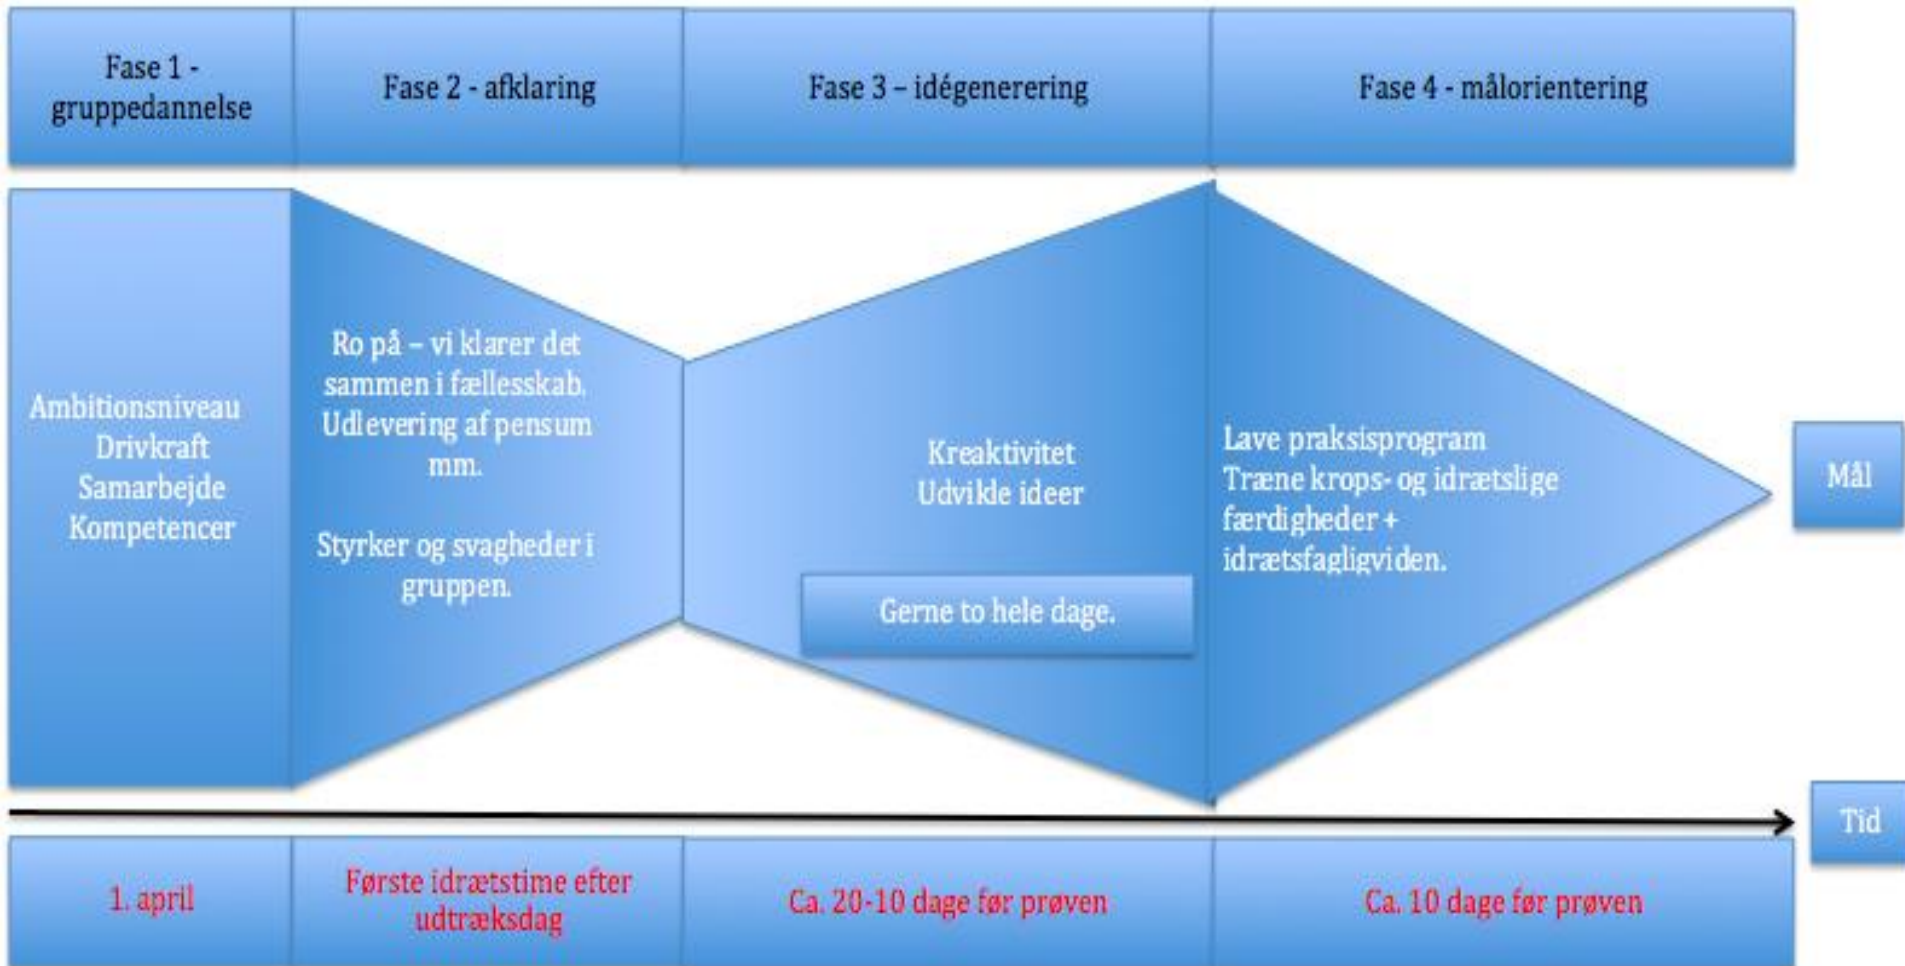 Fase 1 -
gruppedannelse
Fase 2 - afklaring
Fase 3 – idégenerering
Fase 4 - målorientering
Ambitionsniveau
Drivkraft
Samarbejde
Kompetencer
Ro på – vi klarer det
sammen i fællesskab.
Udlevering af pensum
mm.
Styrker og svagheder i
gruppen.
Kreaktivitet
Udvikle ideer
Gerne to hele dage.
Lave praksisprogram
Træne krops- og idrætslige
færdigheder +
idrætsfagligviden.
Mål
Tid
1. april
Første idrætstime efter
udtræksdag
Ca. 20-10 dage før prøven
Ca. 10 dage før prøven